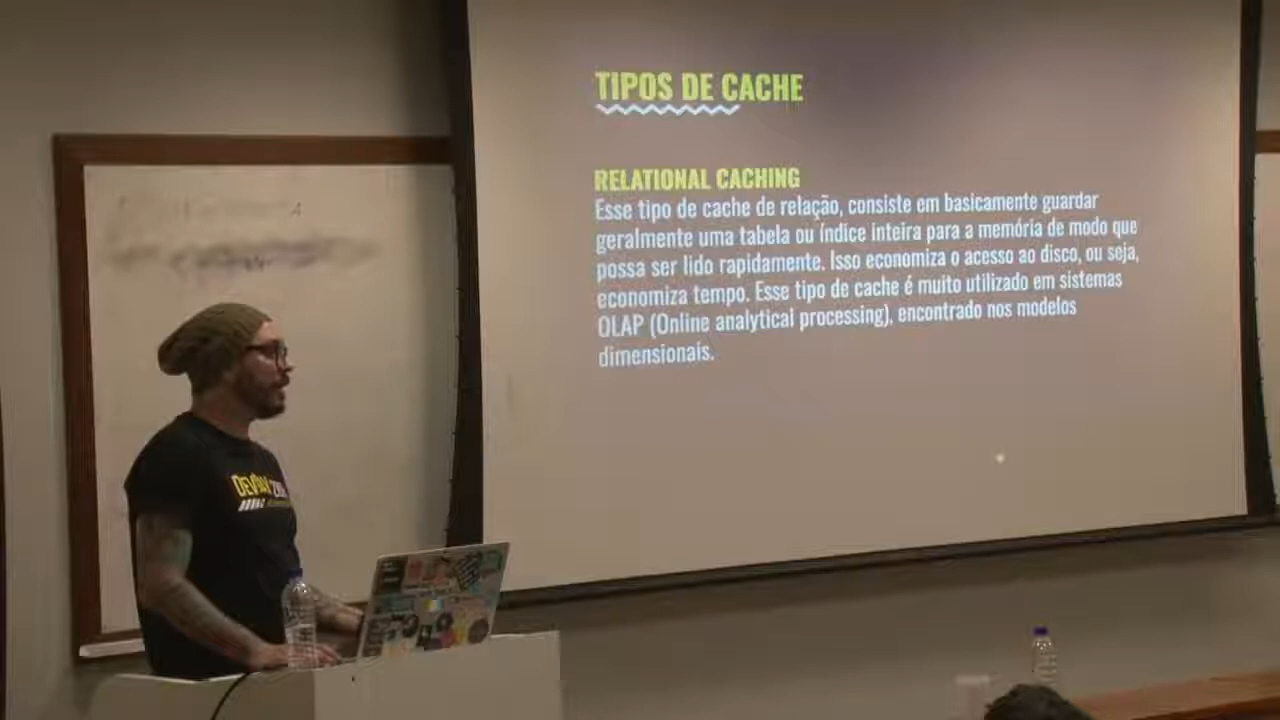 TIPOS DE CACHE
RELATIONAL CACHING
Esse tipo de cache de relação, consiste em basicamente guardar
geralmente uma tabela ou índice inteira para a memória de modo que
possa ser lido rapidamente. Isso economiza o acesso ao disco, ou seja,
economiza tempo. Esse tipo de cache é muito utilizado em sistemas
OLAP (Online analytical processing), encontrado nos modelos
dimensionais.
DEVDAY